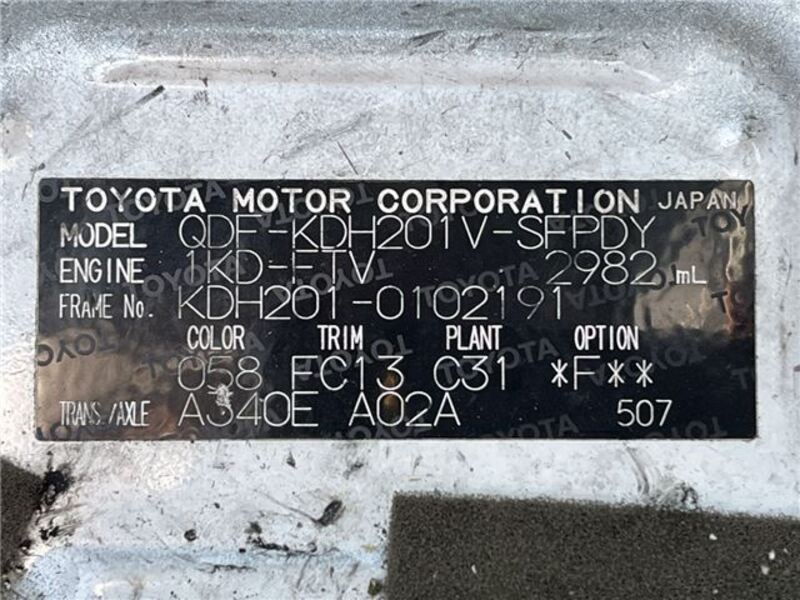 TOYOTA MOTOR CORPORATION JAPAN
MODEL QDF-KDH201V-SFPDY
ENGINE 1KD-FTV 2982 mL
FRAME No. KDH201-0102191
COLOR TRIM PLANT OPTION
058 FC13 C31 *F**
TRANS./AXLE A340E A02A 507